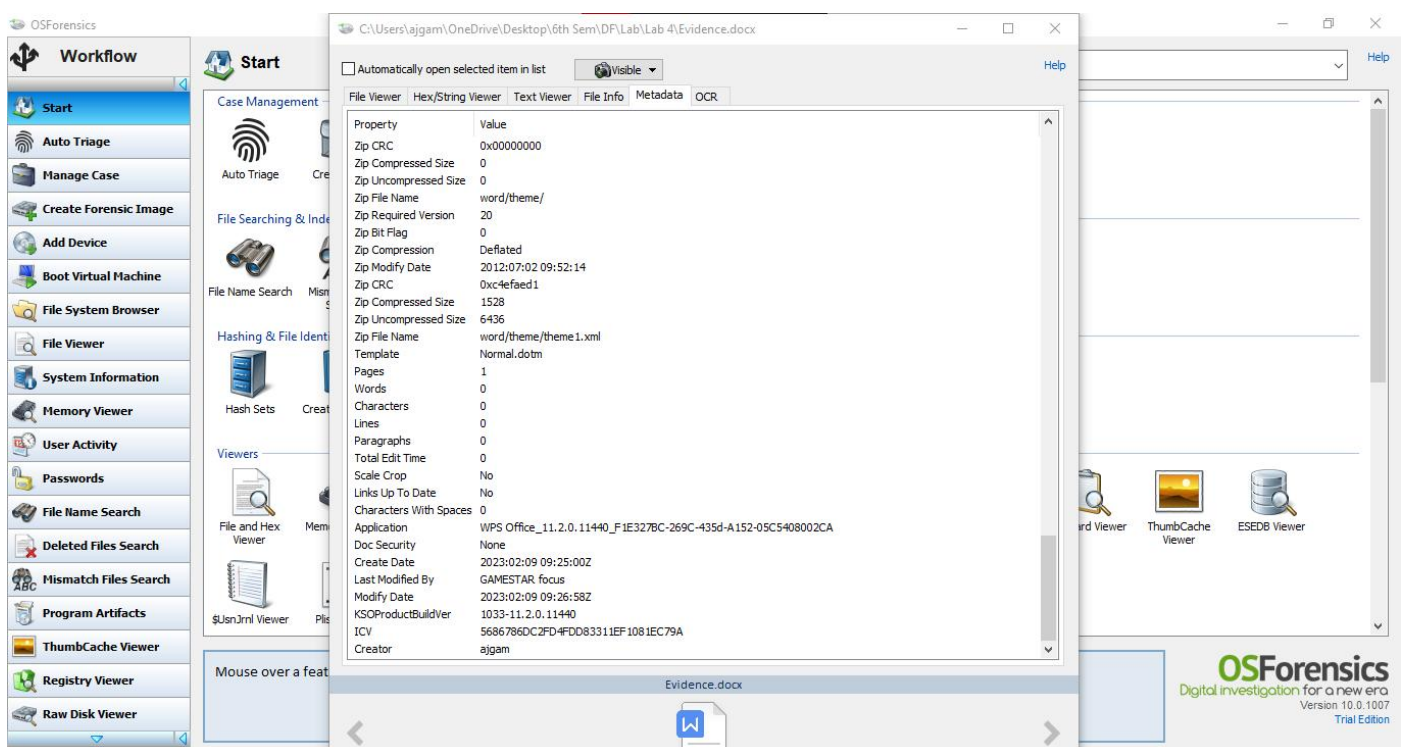 OSForensics
Workflow
Start
Auto Triage
Manage Case
Create Forensic Image
Add Device
Boot Virtual Machine
File System Browser
File Viewer
System Information
Memory Viewer
User Activity
Passwords
File Name Search
Deleted Files Search
Mismatch Files Search
Program Artifacts
ThumbCache Viewer
Registry Viewer
Raw Disk Viewer
Start
Help
Case Management
Auto Triage
Cre
File Searching & Inde
File Name Search
Mism
S
Hashing & File Identi
Hash Sets
Creat
Viewers
File and Hex
Viewer
Mem
$UsnJrnl Viewer
Plis
Mouse over a feat
C:\Users\ajgam\OneDrive\Desktop\6th Sem\DF\Lab\Lab 4\Evidence.docx
Automatically open selected item in list
Visible
Help
File Viewer Hex/String Viewer Text Viewer File Info Metadata OCR
Property Value
Zip CRC 0x00000000
Zip Compressed Size 0
Zip Uncompressed Size 0
Zip File Name word/theme/
Zip Required Version 20
Zip Bit Flag 0
Zip Compression Deflated
Zip Modify Date 2012:07:02 09:52:14
Zip CRC 0xc4efaed1
Zip Compressed Size 1528
Zip Uncompressed Size 6436
Zip File Name word/theme/theme1.xml
Template Normal.dotm
Pages 1
Words 0
Characters 0
Lines 0
Paragraphs 0
Total Edit Time 0
Scale Crop No
Links Up To Date No
Characters With Spaces 0
Application WPS Office_11.2.0.11440_F1E327BC-269C-435d-A152-05C5408002CA
Doc Security None
Create Date 2023:02:09 09:25:00Z
Last Modified By GAMESTAR focus
Modify Date 2023:02:09 09:26:58Z
KSOProductBuildVer 1033-11.2.0.11440
ICV 5686786DC2FD4FDD83311EF1081EC79A
Creator ajgam
Evidence.docx
W
rd Viewer
ThumbCache
Viewer
ESEDB Viewer
OSForensics
Digital investigation for a new era
Version 10.0.1007
Trial Edition